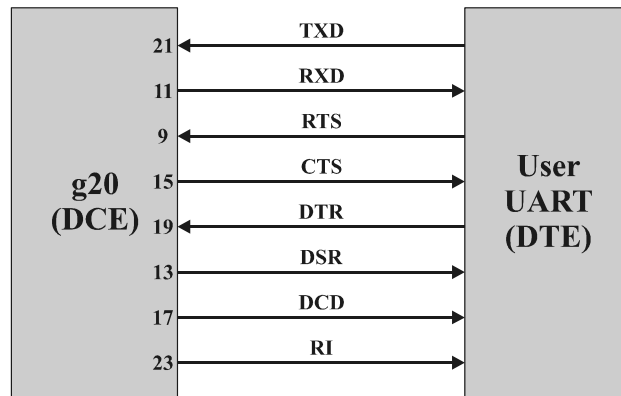 TXD
21
RXD
11
RTS
9
CTS
15
DTR
19
DSR
13
DCD
17
RI
23
g20
(DCE)
User
UART
(DTE)